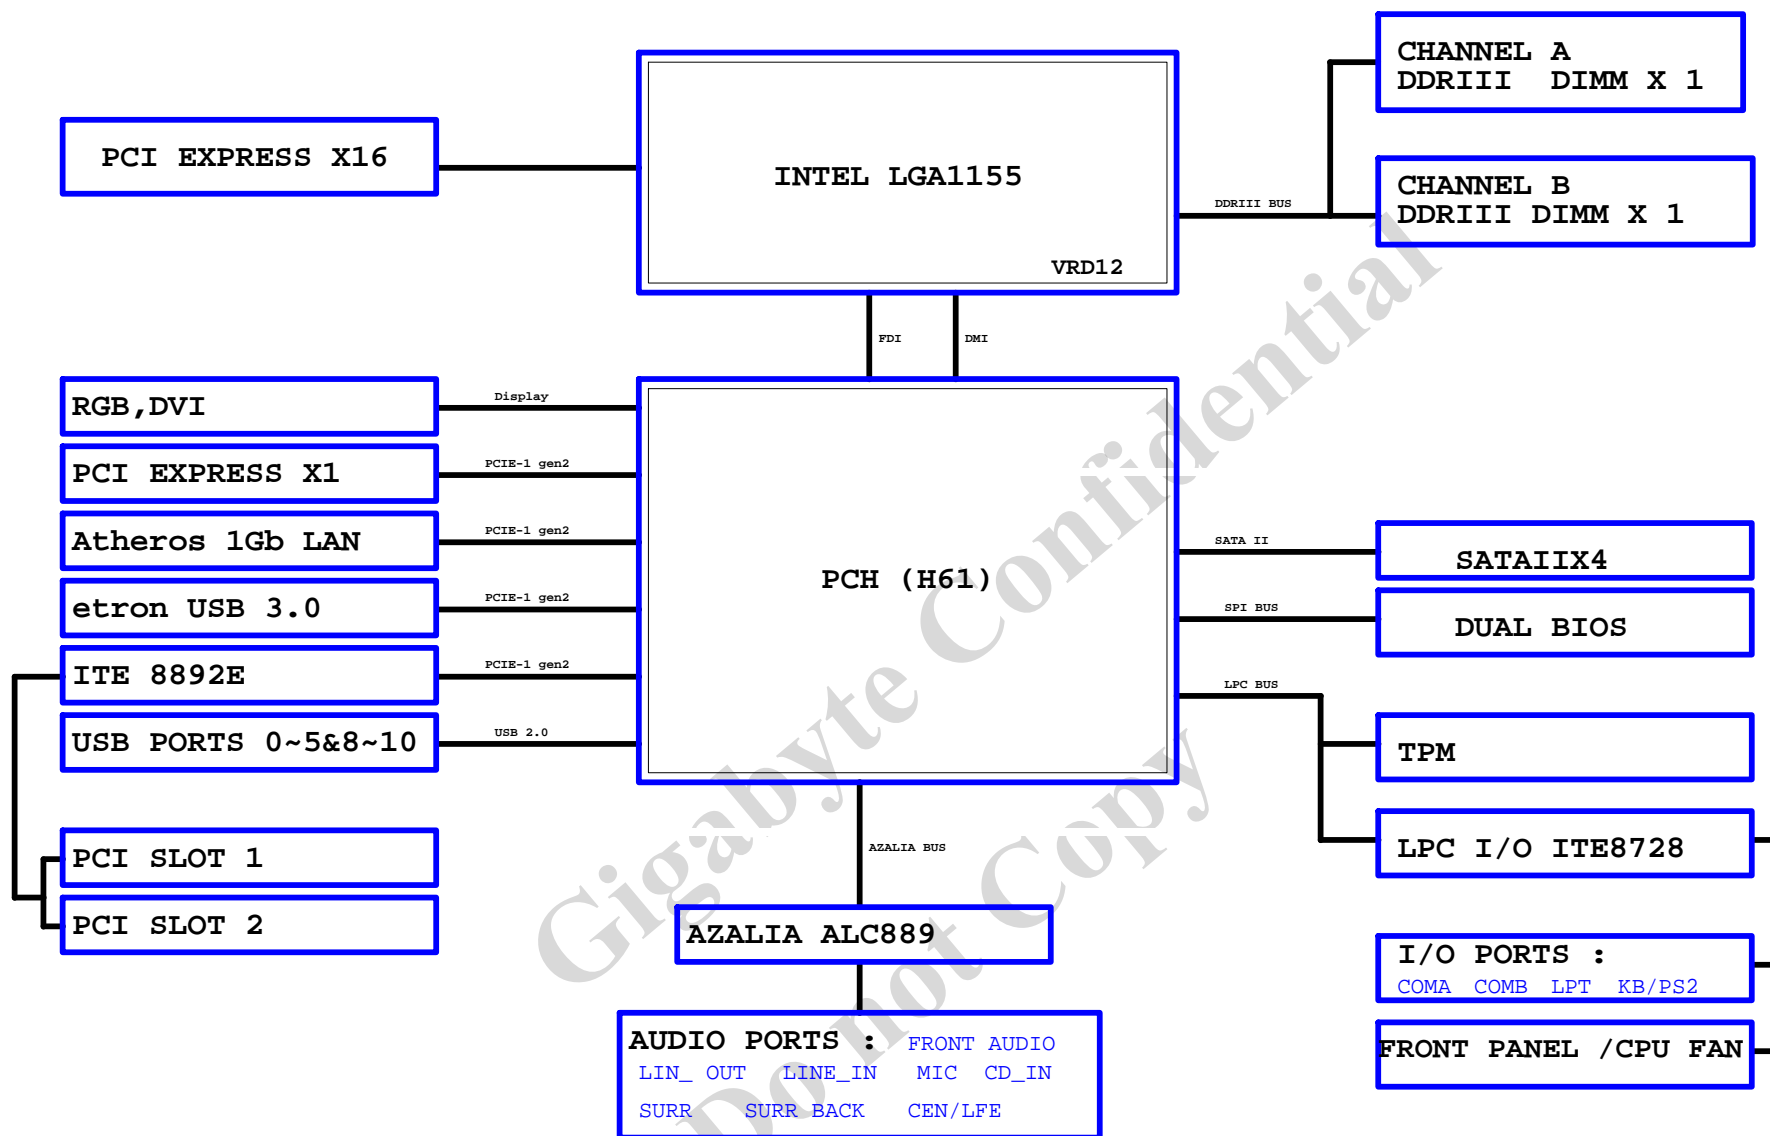 CHANNEL A
DDRIII DIMM X 1
PCI EXPRESS X16
INTEL LGA1155
VRD12
DDRIII BUS
CHANNEL B
DDRIII DIMM X 1
FDI
DMI
RGB,DVI
Display
PCI EXPRESS X1
PCIE-1 gen2
Atheros 1Gb LAN
PCIE-1 gen2
etron USB 3.0
PCIE-1 gen2
ITE 8892E
PCIE-1 gen2
USB PORTS 0~5&8~10
USB 2.0
PCI SLOT 1
PCI SLOT 2
PCH (H61)
SATA II
SATAIIX4
SPI BUS
DUAL BIOS
LPC BUS
TPM
LPC I/O ITE8728
I/O PORTS :
COMA COMB LPT KB/PS2
FRONT PANEL /CPU FAN
AZALIA BUS
AZALIA ALC889
AUDIO PORTS : FRONT AUDIO
LIN_ OUT LINE_IN MIC CD_IN
SURR SURR BACK CEN/LFE
Gigabyte Confidential
Do not Copy